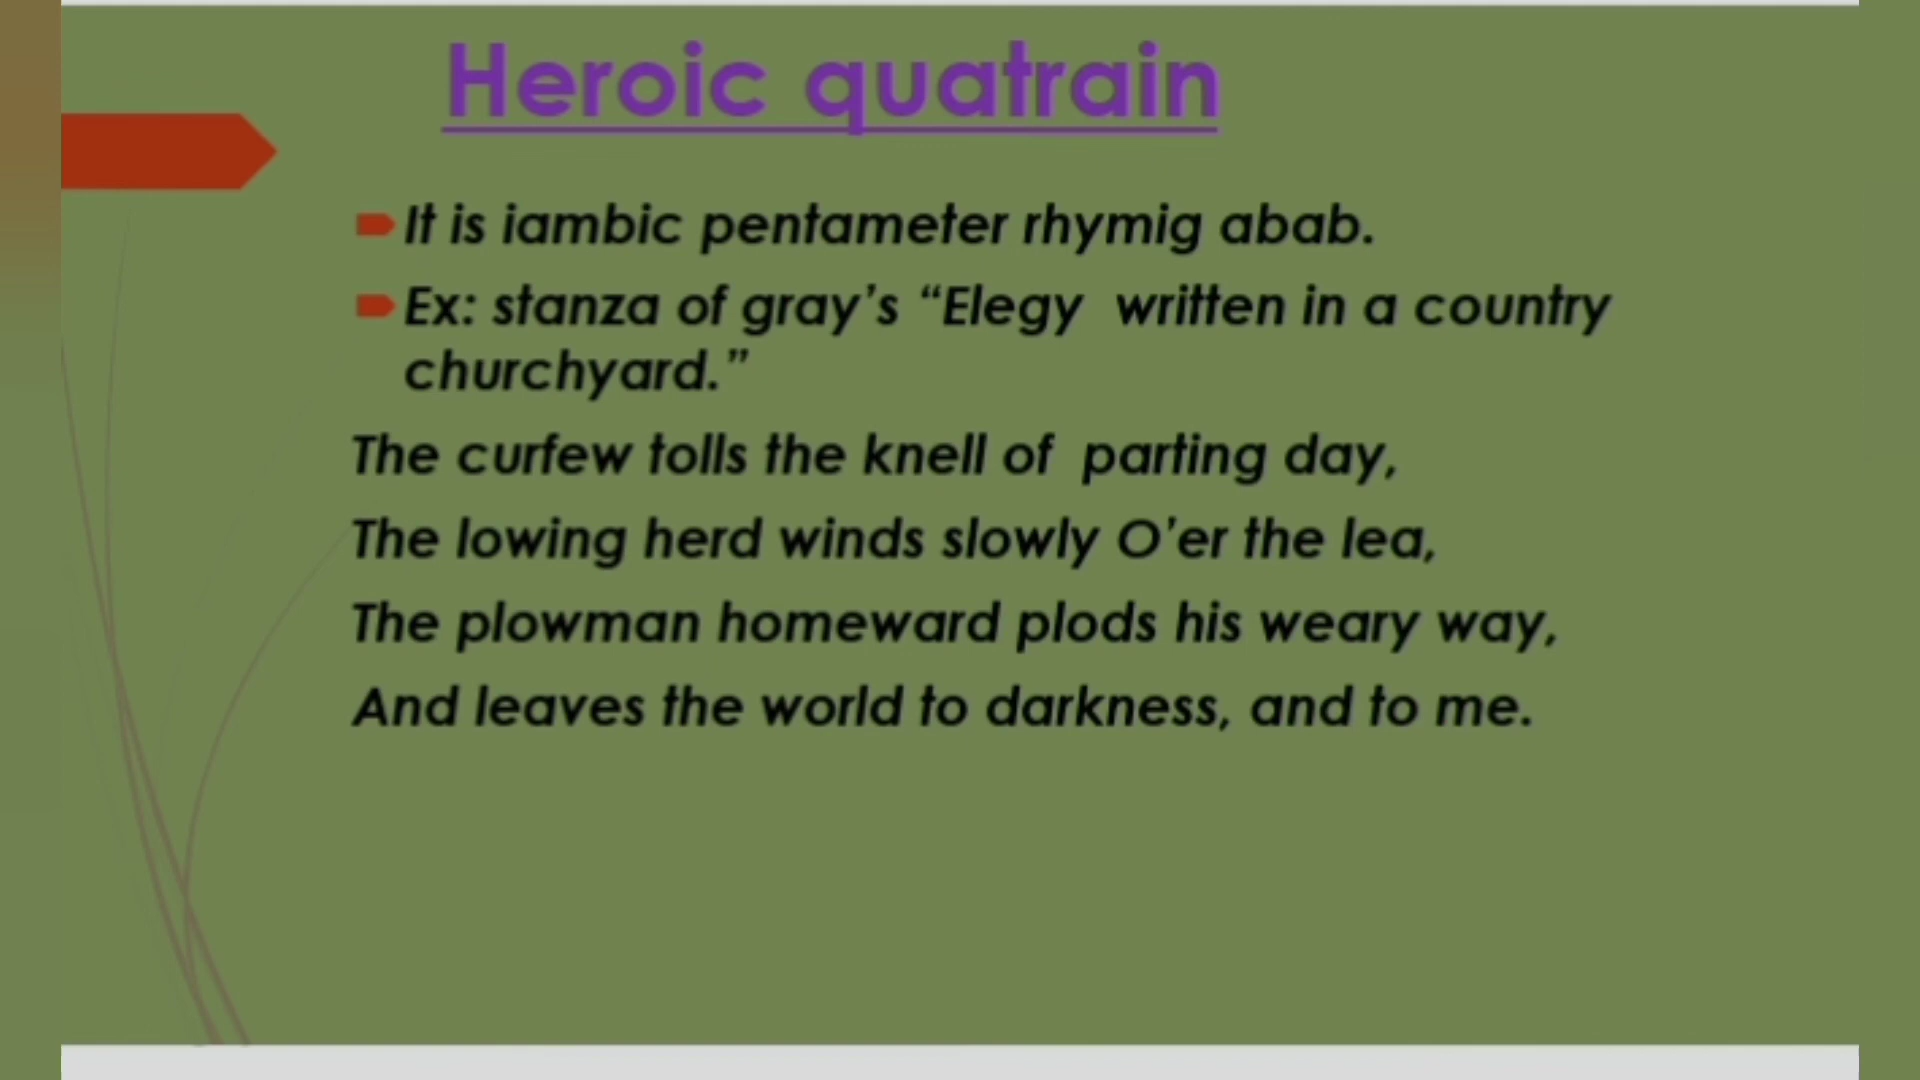 Heroic quatrain
It is iambic pentameter rhymig abab.
Ex: stanza of gray’s “Elegy written in a country
churchyard.”
The curfew tolls the knell of parting day,
The lowing herd winds slowly O’er the lea,
The plowman homeward plods his weary way,
And leaves the world to darkness, and to me.